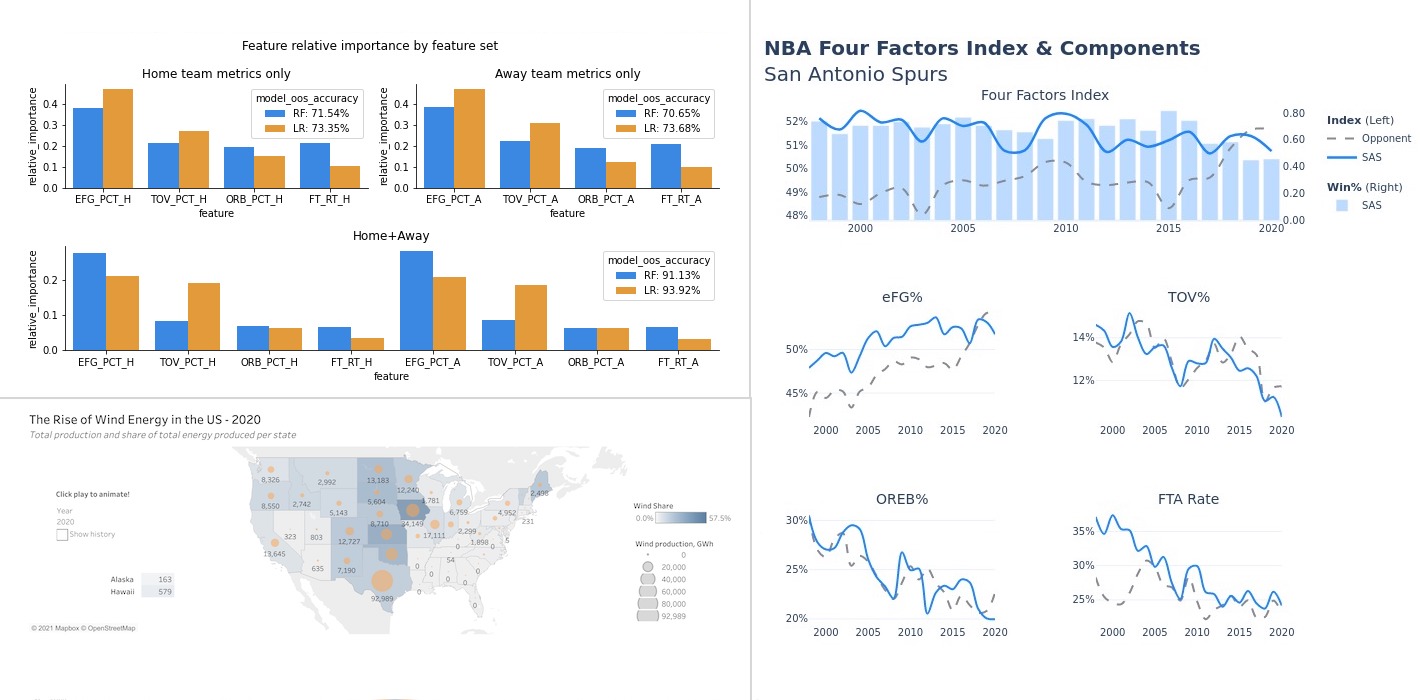 Feature relative importance by feature set
Home team metrics only
relative_importance
0.4
0.3
0.2
0.1
0.0
model_oos_accuracy
RF: 71.54%
LR: 73.35%
EFG_PCT_H TOV_PCT_H ORB_PCT_H FT_RT_H
feature
Away team metrics only
relative_importance
0.4
0.3
0.2
0.1
0.0
model_oos_accuracy
RF: 70.65%
LR: 73.68%
EFG_PCT_A TOV_PCT_A ORB_PCT_A FT_RT_A
feature
Home+Away
relative_importance
0.2
0.1
0.0
model_oos_accuracy
RF: 91.13%
LR: 93.92%
EFG_PCT_H TOV_PCT_H ORB_PCT_H FT_RT_H EFG_PCT_A TOV_PCT_A ORB_PCT_A FT_RT_A
feature
The Rise of Wind Energy in the US - 2020
Total production and share of total energy produced per state
Click play to animate!
Year
2020
Show history
Alaska 163
Hawaii 579
8,326
2,992
13,183
12,240
1,781
2,498
8,550
2,742
5,143
5,604
6,759
4,952
231
8,710
34,149
17,111
2,299
323
803
12,727
1,898
5
13,645
0
54
0
635
7,190
0
0
0
0
0
0
92,989
0
Wind Share
0.0% 57.5%
Wind production, GWh
0
20,000
40,000
60,000
80,000
92,989
© 2021 Mapbox © OpenStreetMap
NBA Four Factors Index & Components
San Antonio Spurs
Four Factors Index
52%
51%
50%
49%
48%
0.80
0.60
0.40
0.20
0.00
2000 2005 2010 2015 2020
Index (Left)
Opponent
SAS
Win% (Right)
SAS
eFG%
50%
45%
2000 2005 2010 2015 2020
TOV%
14%
12%
2000 2005 2010 2015 2020
OREB%
30%
25%
20%
2000 2005 2010 2015 2020
FTA Rate
35%
30%
25%
2000 2005 2010 2015 2020